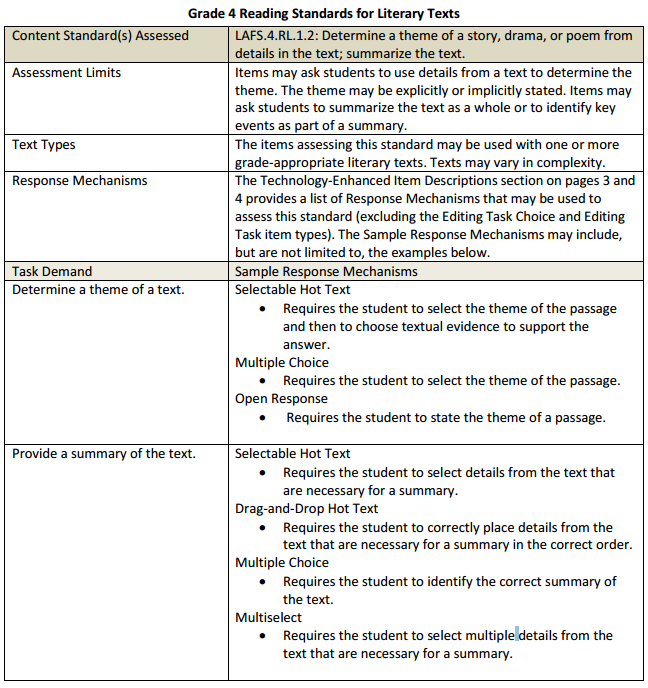 Grade 4 Reading Standards for Literary Texts
Content Standard(s) Assessed
LAFS.4.RL.1.2: Determine a theme of a story, drama, or poem from
details in the text; summarize the text.
Assessment Limits
Items may ask students to use details from a text to determine the
theme. The theme may be explicitly or implicitly stated. Items may
ask students to summarize the text as a whole or to identify key
events as part of a summary.
Text Types
The items assessing this standard may be used with one or more
grade-appropriate literary texts. Texts may vary in complexity.
Response Mechanisms
The Technology-Enhanced Item Descriptions section on pages 3 and
4 provides a list of Response Mechanisms that may be used to
assess this standard (excluding the Editing Task Choice and Editing
Task item types). The Sample Response Mechanisms may include,
but are not limited to, the examples below.
Task Demand
Sample Response Mechanisms
Determine a theme of a text.
Selectable Hot Text
• Requires the student to select the theme of the passage
and then to choose textual evidence to support the
answer.
Multiple Choice
• Requires the student to select the theme of the passage.
Open Response
• Requires the student to state the theme of a passage.
Provide a summary of the text.
Selectable Hot Text
• Requires the student to select details from the text that
are necessary for a summary.
Drag-and-Drop Hot Text
• Requires the student to correctly place details from the
text that are necessary for a summary in the correct order.
Multiple Choice
• Requires the student to identify the correct summary of
the text.
Multiselect
• Requires the student to select multiple details from the
text that are necessary for a summary.